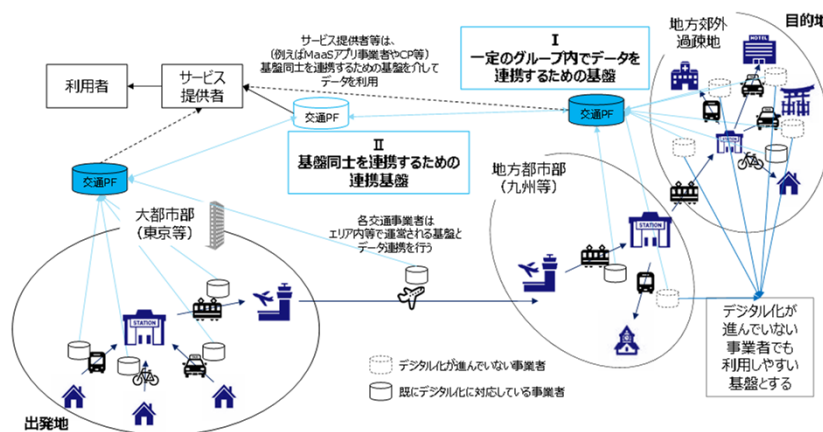 サービス提供者等は、
(例えばMaaSアプリ事業者やCP等)
基盤同士を連携するための基盤を介して
データを利用
Ⅰ
一定のグループ内でデータを
連携するための基盤
地方郊外
過疎地
目的地
HOTEL
利用者
サービス
提供者
交通PF
交通PF
Ⅱ
基盤同士を連携するための
連携基盤
STATION
交通PF
大都市部
(東京等)
地方都市部
(九州等)
各交通事業者は
エリア内等で運営される基盤と
データ連携を行う
STATION
STATION
デジタル化が
進んでいない
事業者でも
利用しやすい
基盤とする
デジタル化が進んでいない事業者
既にデジタル化に対応している事業者
出発地